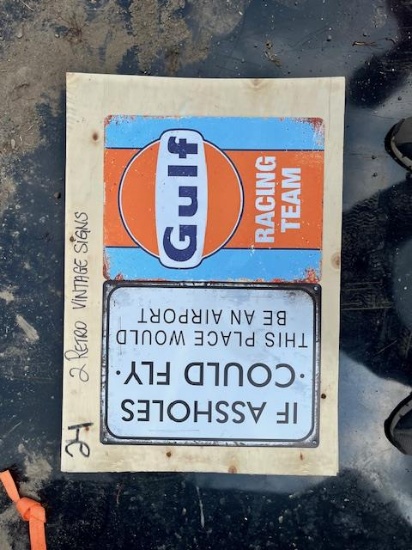 Gulf
RACING
TEAM
IF ASSHOLES
·COULD FLY·
THIS PLACE WOULD
BE AN AIRPORT
24 2 RETRO VINTAGE SIGNS